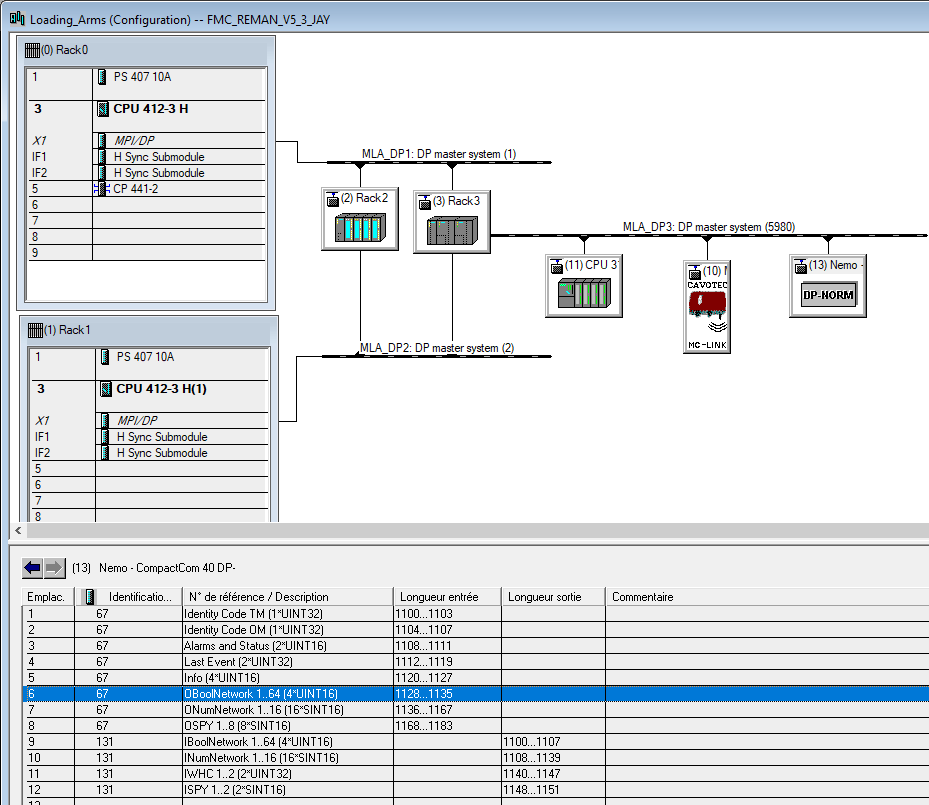 Loading_Arms (Configuration) -- FMC_REMAN_V5_3_JAY
(0) Rack0
1 PS 407 10A
3 CPU 412-3 H
X1 MPI/DP
IF1 H Sync Submodule
IF2 H Sync Submodule
5 CP 441-2
6
7
8
9
(1) Rack1
1 PS 407 10A
3 CPU 412-3 H(1)
X1 MPI/DP
IF1 H Sync Submodule
IF2 H Sync Submodule
5
6
7
8
MLA_DP1: DP master system (1)
(2) Rack2
(3) Rack3
MLA_DP3: DP master system (5980)
(11) CPU 31
(10) M
CAVOTEC
MC-LINK
(13) Nemo -
DP-NORM
MLA_DP2: DP master system (2)
(13) Nemo - CompactCom 40 DP-
Emplac. Identificatio... N° de référence / Description Longueur entrée Longueur sortie Commentaire
1 67 Identity Code TM (1*UINT32) 1100...1103
2 67 Identity Code OM (1*UINT32) 1104...1107
3 67 Alarms and Status (2*UINT16) 1108...1111
4 67 Last Event (2*UINT32) 1112...1119
5 67 Info (4*UINT16) 1120...1127
6 67 OBoolNetwork 1..64 (4*UINT16) 1128...1135
7 67 ONumNetwork 1..16 (16*SINT16) 1136...1167
8 67 OSPY 1..8 (8*SINT16) 1168...1183
9 131 IBoolNetwork 1..64 (4*UINT16) 1100...1107
10 131 INumNetwork 1..16 (16*SINT16) 1108...1139
11 131 IWHC 1..2 (2*UINT32) 1140...1147
12 131 ISPY 1..2 (2*SINT16) 1148...1151